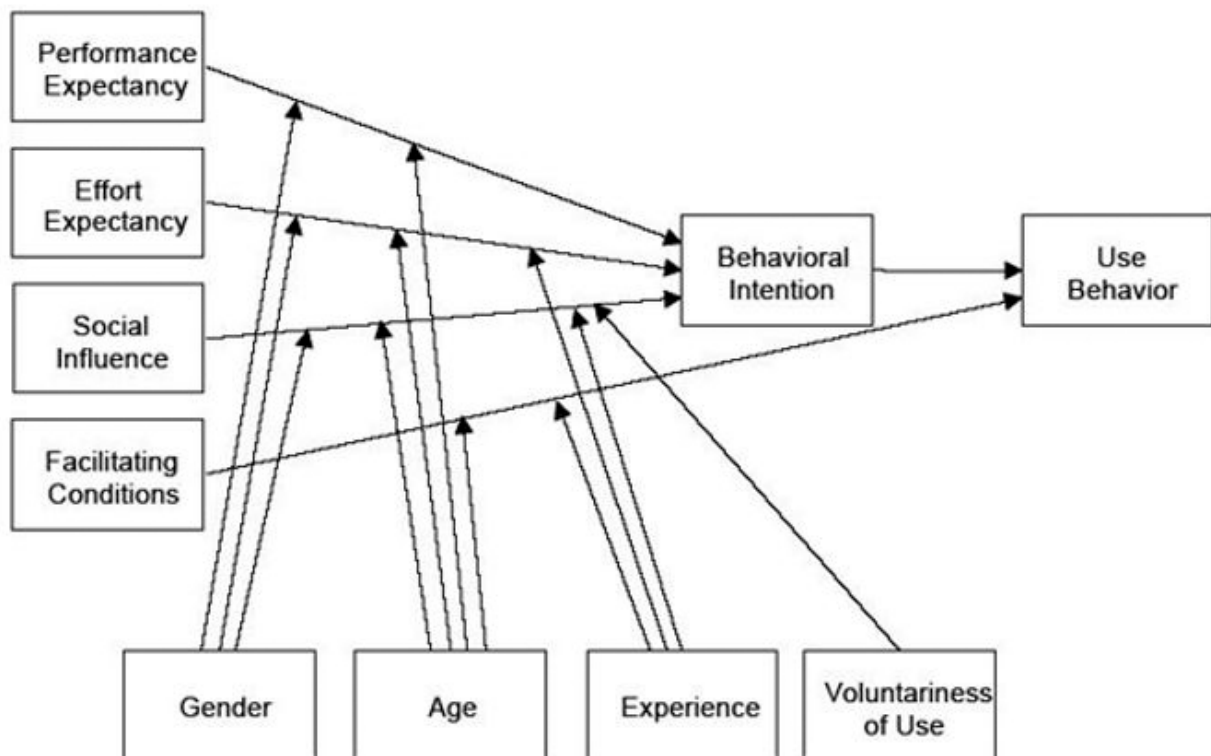 Performance
Expectancy
Effort
Expectancy
Social
Influence
Facilitating
Conditions
Behavioral
Intention
Use
Behavior
Gender
Age
Experience
Voluntariness
of Use